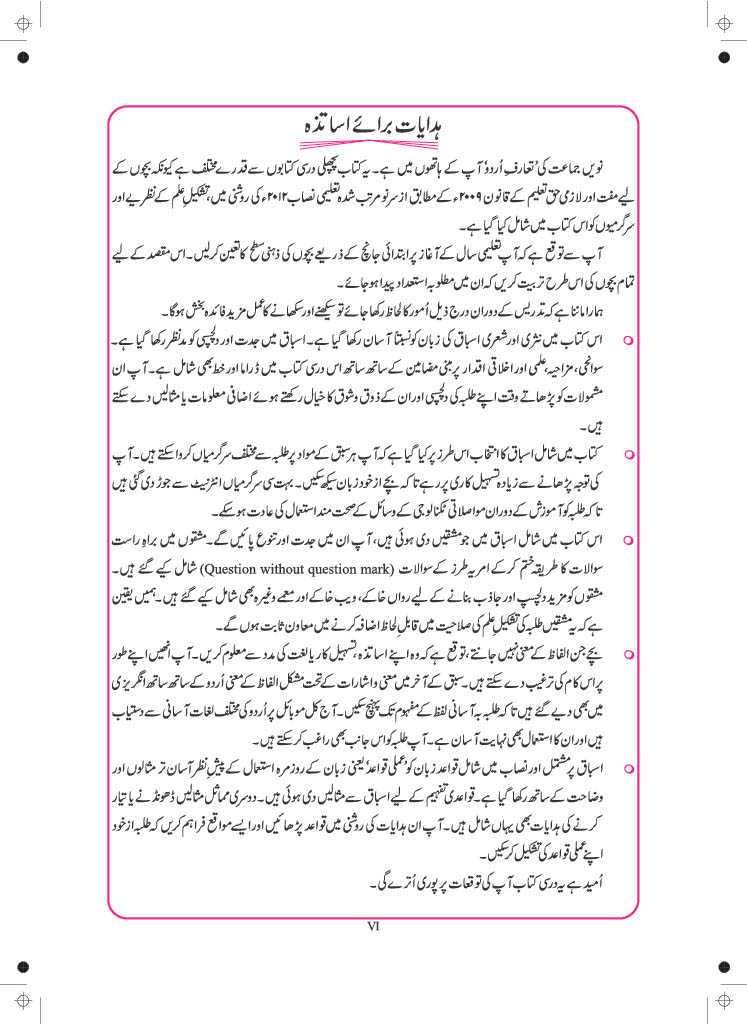 ہدایات برائے اساتذہ
نویں جماعت کی ’تعارفِ اُردو‘ آپ کے ہاتھوں میں ہے۔ یہ کتاب پچھلی درسی کتابوں سے قدرے مختلف ہے کیونکہ بچوں کے
لیے مفت اور لازمی حق تعلیم کے قانون ۲۰۰۹ء کے مطابق از سرِ نو مرتب شدہ تعلیمی نصاب ۲۰۱۲ء کی روشنی میں، تشکیلِ علم کے نظریے اور
سرگرمیوں کو اس کتاب میں شامل کیا گیا ہے۔
آپ سے توقع ہے کہ آپ تعلیمی سال کے آغاز پر ابتدائی جانچ کے ذریعے بچوں کی ذہنی سطح کا تعین کرلیں۔ اس مقصد کے لیے
تمام بچوں کی اس طرح تربیت کریں کہ ان میں مطلوبہ استعداد پیدا ہوجائے۔
ہمارا ماننا ہے کہ تدریس کے دوران درج ذیل اُمور کا لحاظ رکھا جائے تو سیکھنے اور سکھانے کا عمل مزید فائدہ بخش ہوگا۔
اس کتاب میں نثری اور شعری اسباق کی زبان کو نسبتاً آسان رکھا گیا ہے۔ اسباق میں جدت اور دلچسپی کو مدنظر رکھا گیا ہے۔
سوانحی، مزاحیہ، علمی اور اخلاقی اقدار پر مبنی مضامین کے ساتھ ساتھ اس درسی کتاب میں ڈراما اور خط بھی شامل ہے۔ آپ ان
مشمولات کو پڑھاتے وقت اپنے طلبہ کی دلچسپی اور ان کے ذوق و شوق کا خیال رکھتے ہوئے اضافی معلومات یا مثالیں دے سکتے
ہیں۔
کتاب میں شامل اسباق کا انتخاب اس طرز پر کیا گیا ہے کہ آپ ہر سبق کے مواد پر طلبہ سے مختلف سرگرمیاں کرواسکتے ہیں۔ آپ
کی توجہ پڑھانے سے زیادہ تسہیل کاری پر رہے تاکہ بچے از خود زبان سیکھ سکیں۔ بہت سی سرگرمیاں انٹرنیٹ سے جوڑ دی گئی ہیں
تاکہ طلبہ کو آموزش کے دوران مواصلاتی ٹکنالوجی کے وسائل کے صحت مند استعمال کی عادت ہوسکے۔
اس کتاب میں شامل اسباق میں جو مشقیں دی ہوئی ہیں، آپ ان میں جدت اور تنوع پائیں گے۔ مشقوں میں براہِ راست
سوالات کا طریقہ ختم کرکے امریہ طرز کے سوالات (Question without question mark) شامل کیے گئے ہیں۔
مشقوں کو مزید دلچسپ اور جاذب بنانے کے لیے رواں خاکے، ویب خاکے اور معمے وغیرہ بھی شامل کیے گئے ہیں۔ ہمیں یقین
ہے کہ یہ مشقیں طلبہ کی تشکیلِ علم کی صلاحیت میں قابلِ لحاظ اضافہ کرنے میں معاون ثابت ہوں گے۔
بچے جن الفاظ کے معنی نہیں جانتے، توقع ہے کہ وہ اپنے اساتذہ، تسہیل کار یا لغت کی مدد سے معلوم کریں۔ آپ انھیں اپنے طور
پر اس کام کی ترغیب دے سکتے ہیں۔ سبق کے آخر میں معنی و اشارات کے تحت مشکل الفاظ کے معنی اُردو کے ساتھ ساتھ انگریزی
میں بھی دیے گئے ہیں تاکہ طلبہ بہ آسانی لفظ کے مفہوم تک پہنچ سکیں۔ آج کل موبائل پر اُردو کی مختلف لغات آسانی سے دستیاب
ہیں اور ان کا استعمال بھی نہایت آسان ہے۔ آپ طلبہ کو اس جانب بھی راغب کرسکتے ہیں۔
اسباق پر مشتمل اور نصاب میں شامل قواعد زبان کو ’عملی قواعد‘ یعنی زبان کے روزمرہ استعمال کے پیشِ نظر آسان تر مثالوں اور
وضاحت کے ساتھ رکھا گیا ہے۔ قواعدی تفہیم کے لیے اسباق سے مثالیں دی ہوئی ہیں۔ دوسری مماثل مثالیں ڈھونڈنے یا تیار
کرنے کی ہدایات بھی یہاں شامل ہیں۔ آپ ان ہدایات کی روشنی میں قواعد پڑھائیں اور ایسے مواقع فراہم کریں کہ طلبہ از خود
اپنے عملی قواعد کی تشکیل کرسکیں۔
اُمید ہے یہ درسی کتاب آپ کی توقعات پر پوری اُترے گی۔
VI